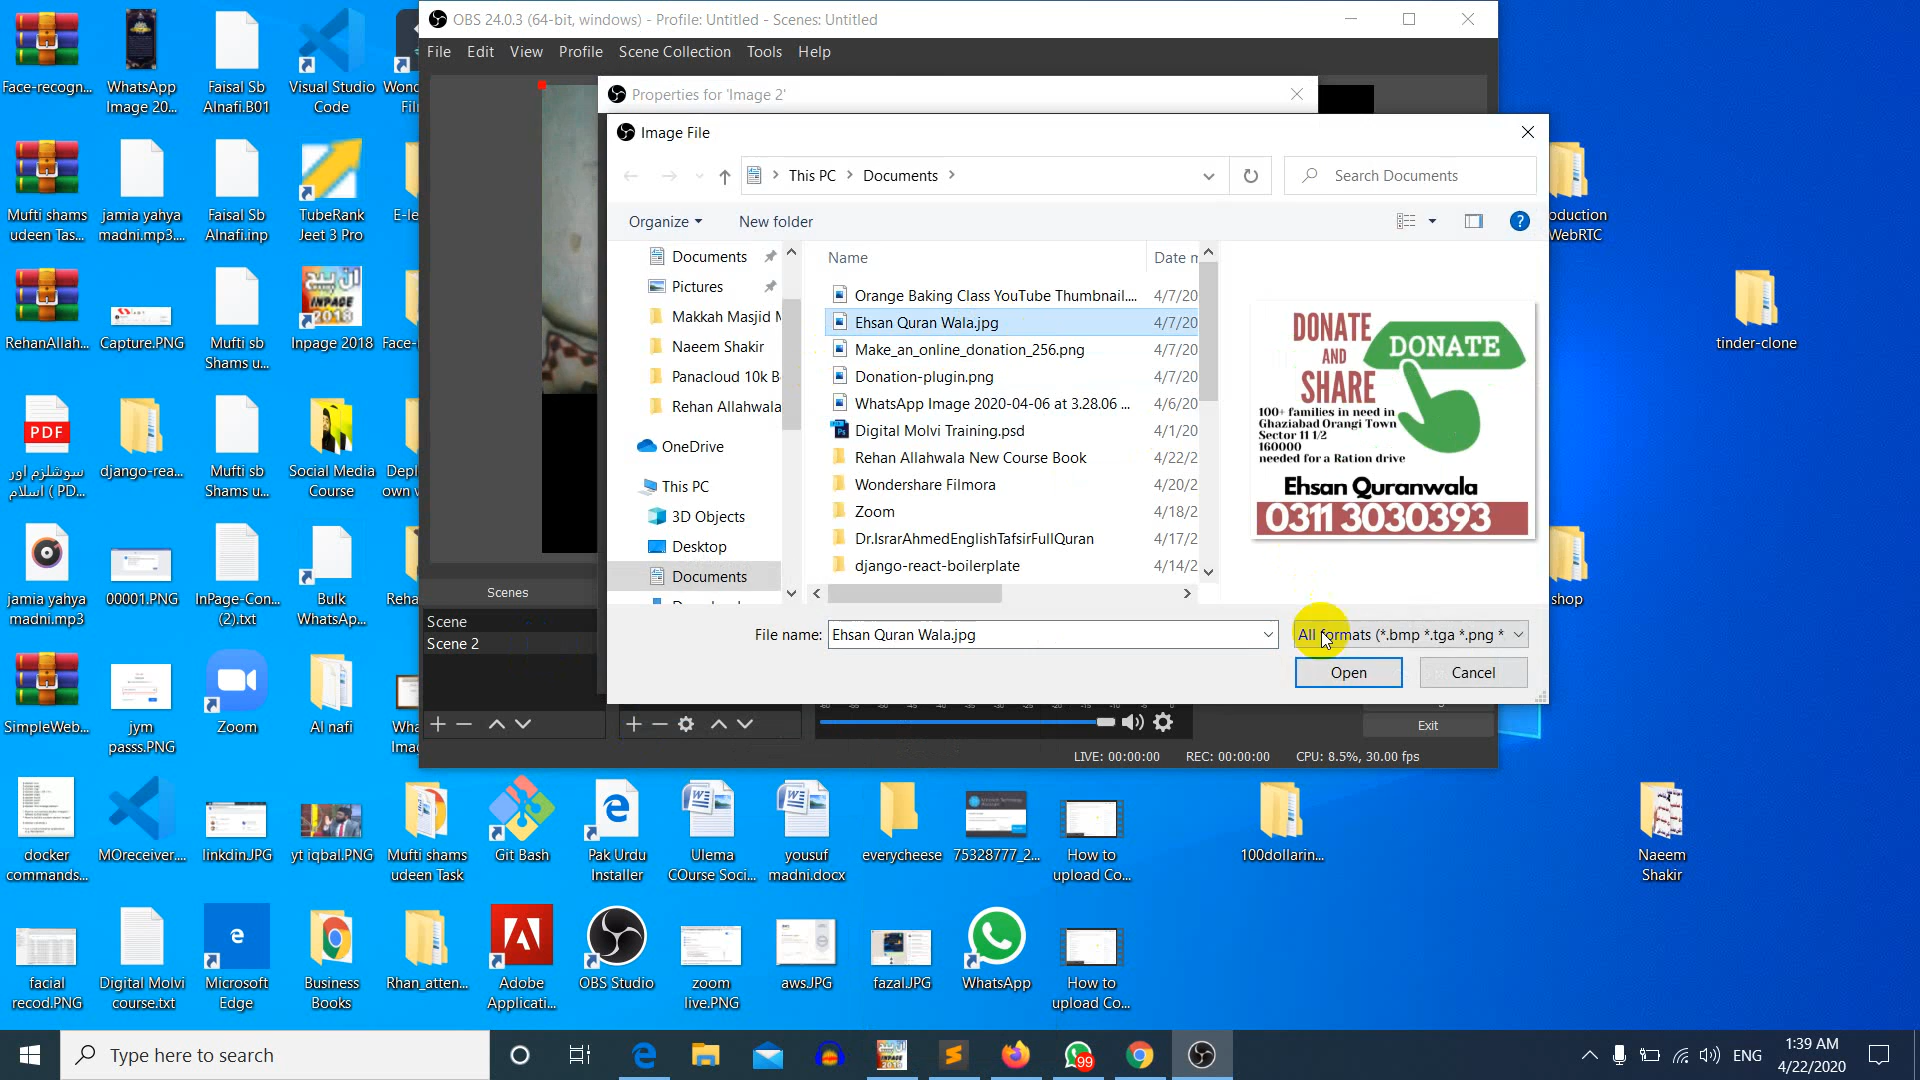 OBS 24.0.3 (64-bit, windows) - Profile: Untitled - Scenes: Untitled
File Edit View Profile Scene Collection Tools Help
Properties for 'Image 2'
Image File
This PC
Documents
Search Documents
Organize
New folder
Documents
Pictures
Makkah Masjid
Naeem Shakir
Panacloud 10k B
Rehan Allahwala
OneDrive
This PC
3D Objects
Desktop
Documents
Name
Date m
Orange Baking Class YouTube Thumbnail.... 4/7/20
Ehsan Quran Wala.jpg 4/7/20
Make_an_online_donation_256.png 4/7/20
Donation-plugin.png 4/7/20
WhatsApp Image 2020-04-06 at 3.28.06 ... 4/6/20
Digital Molvi Training.psd 4/1/20
Rehan Allahwala New Course Book 4/22/2
Wondershare Filmora 4/20/2
Zoom 4/18/2
Dr.IsrarAhmedEnglishTafsirFullQuran 4/17/2
django-react-boilerplate 4/14/2
DONATE
AND
SHARE
DONATE
100+ families in need in
Ghaziabad Orangi Town
Sector 11 1/2
160000
needed for a Ration drive
Ehsan Quranwala
0311 3030393
File name: Ehsan Quran Wala.jpg
All formats (*.bmp *.tga *.png *
Open
Cancel
Scenes
Scene
Scene 2
Exit
LIVE: 00:00:00
REC: 00:00:00
CPU: 8.5%, 30.00 fps
Face-recogn...
WhatsApp
Image 20...
Faisal Sb
Alnafi.B01
Visual Studio
Code
Mufti shams
udeen Tas...
jamia yahya
madni.mp3....
Faisal Sb
Alnafi.inp
TubeRank
Jeet 3 Pro
RehanAllah...
Capture.PNG
Mufti sb
Shams u...
INPAGE
2018
Inpage 2018
PDF
سوشلزم اور
اسلام ( PD...
django-rea...
Mufti sb
Shams u...
Social Media
Course
jamia yahya
madni.mp3
00001.PNG
InPage-Con...
(2).txt
Bulk
WhatsAp...
SimpleWeb...
jym
passs.PNG
Zoom
Al nafi
docker
commands...
MOreceiver....
linkdin.JPG
yt iqbal.PNG
Mufti shams
udeen Task
Git Bash
Pak Urdu
Installer
Ulema
COurse Soci...
yousuf
madni.docx
everycheese
75328777_2...
How to
upload Co...
100dollarin...
Naeem
Shakir
facial
recod.PNG
Digital Molvi
course.txt
Microsoft
Edge
Business
Books
Rhan_atten...
Adobe
Applicati...
OBS Studio
zoom
live.PNG
aws.JPG
fazal.JPG
WhatsApp
How to
upload Co...
oduction
WebRTC
tinder-clone
shop
Type here to search
99
ENG
1:39 AM
4/22/2020